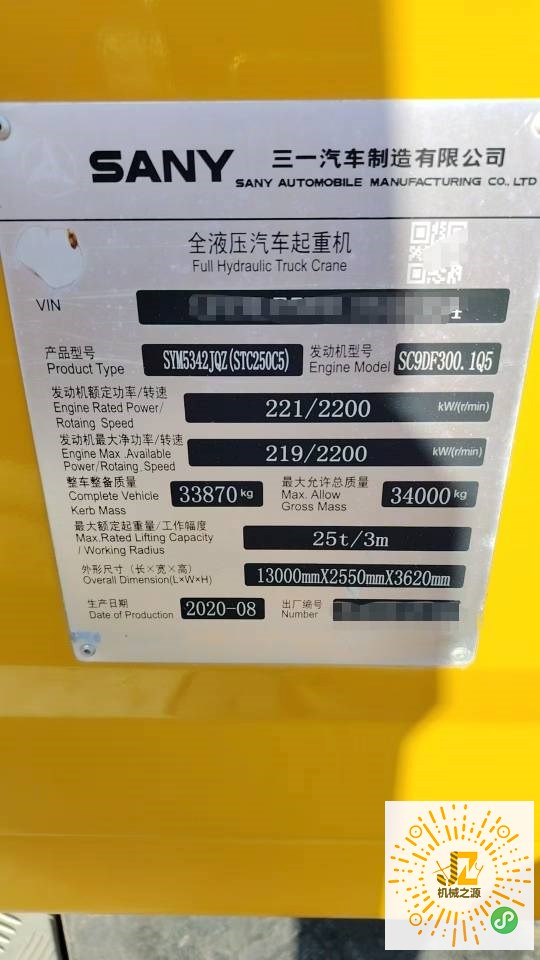 SANY 三一汽车制造有限公司
SANY AUTOMOBILE MANUFACTURING CO., LTD
全液压汽车起重机
Full Hydraulic Truck Crane
VIN
产品型号
Product Type
SYM5342JQZ(STC250C5)
发动机型号
Engine Model
SC9DF300.1Q5
发动机额定功率/转速
Engine Rated Power/
Rotaing Speed
221/2200 kW/(r/min)
发动机最大净功率/转速
Engine Max .Available
Power/Rotaing Speed
219/2200 kW/(r/min)
整车整备质量
Complete Vehicle
Kerb Mass
33870 kg
最大允许总质量
Max. Allow
Gross Mass
34000 kg
最大额定起重量/工作幅度
Max.Rated Lifting Capacity
/ Working Radius
25t/3m
外形尺寸（长×宽×高）
Overall Dimension(L×W×H)
13000mmX2550mmX3620mm
生产日期
Date of Production
2020-08
出厂编号
Number
机械之源